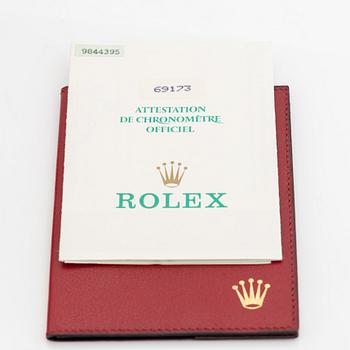 9844395
69173
ATTESTATION
DE CHRONOMÈTRE
OFFICIEL
ROLEX